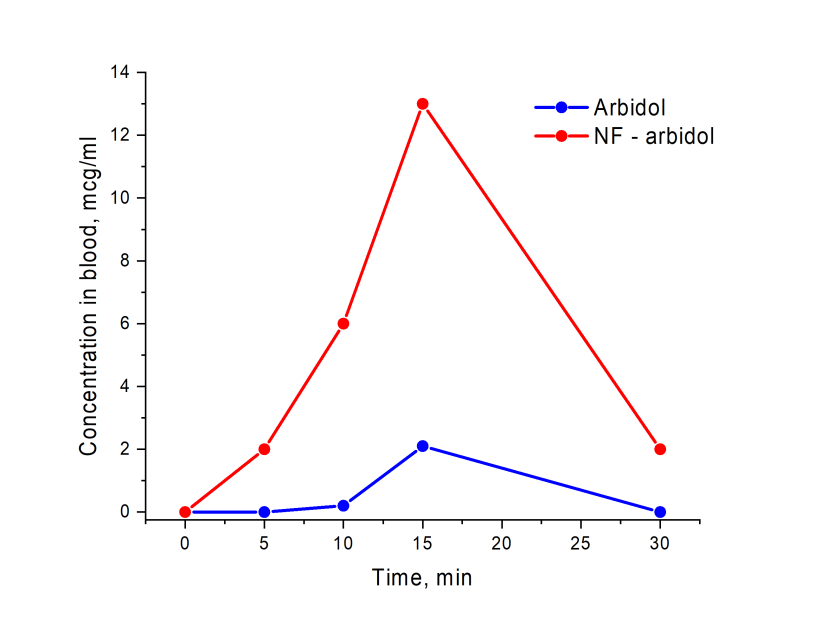 14
12
10
8
6
4
2
0
Concentration in blood, mcg/ml
Arbidol
NF - arbidol
0 5 10 15 20 25 30
Time, min